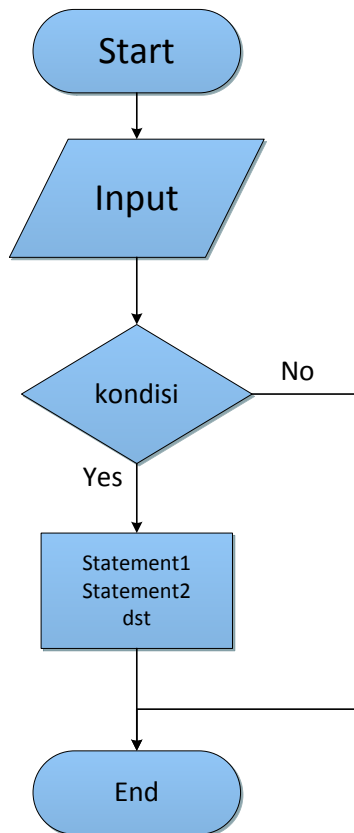 Start
Input
kondisi
No
Yes
Statement1
Statement2
dst
End